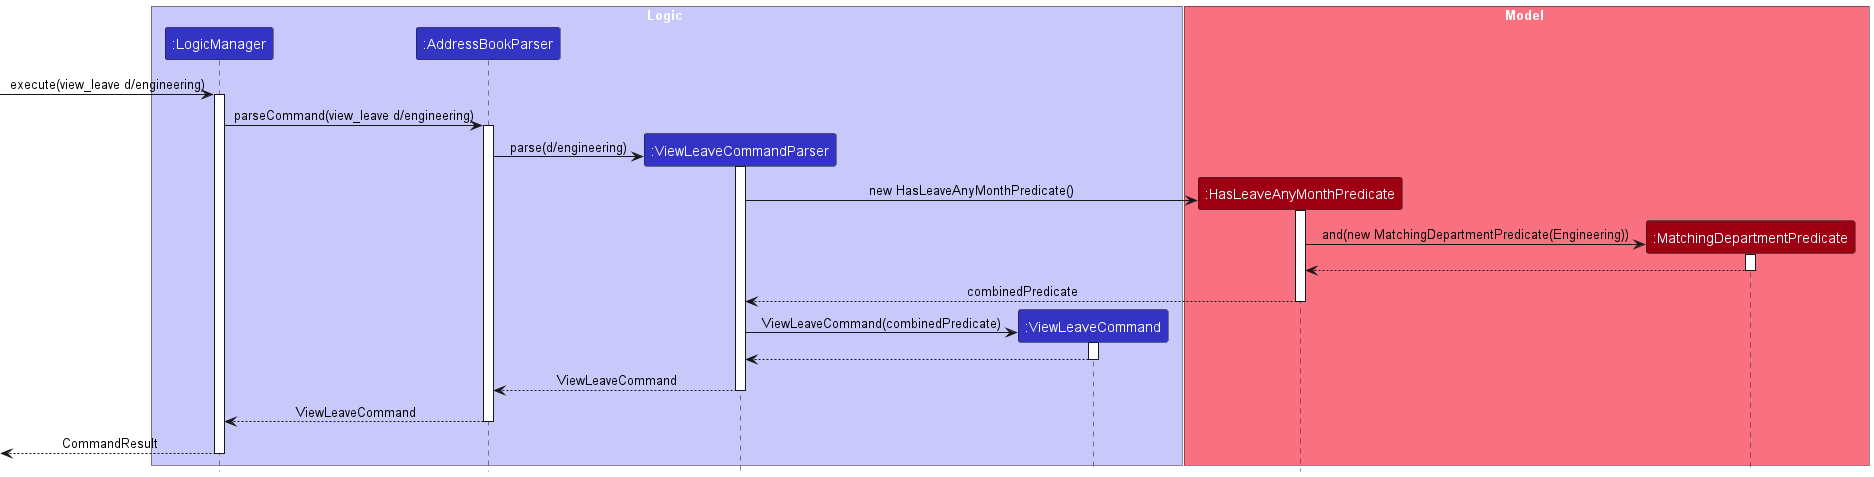 Logic
Model
:LogicManager
:AddressBookParser
execute(view_leave d/engineering)
parseCommand(view_leave d/engineering)
parse(d/engineering)
:ViewLeaveCommandParser
new HasLeaveAnyMonthPredicate()
:HasLeaveAnyMonthPredicate
and(new MatchingDepartmentPredicate(Engineering))
:MatchingDepartmentPredicate
combinedPredicate
ViewLeaveCommand(combinedPredicate)
:ViewLeaveCommand
ViewLeaveCommand
ViewLeaveCommand
CommandResult